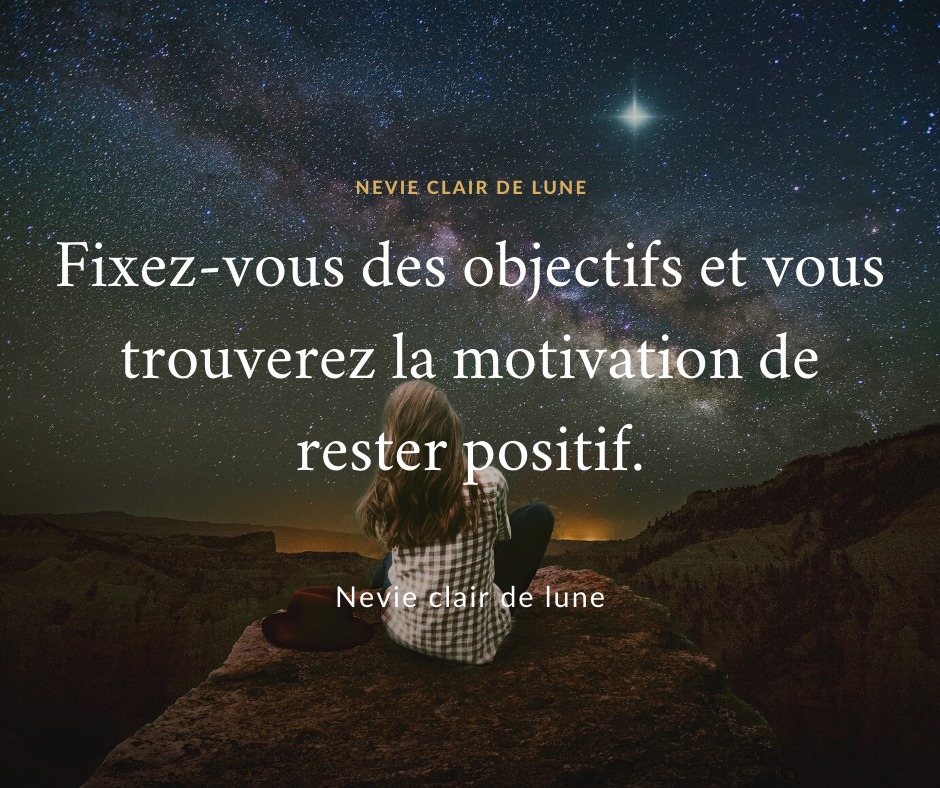 NEVIE CLAIR DE LUNE
Fixez-vous des objectifs et vous
trouverez la motivation de
rester positif.
Nevie clair de lune